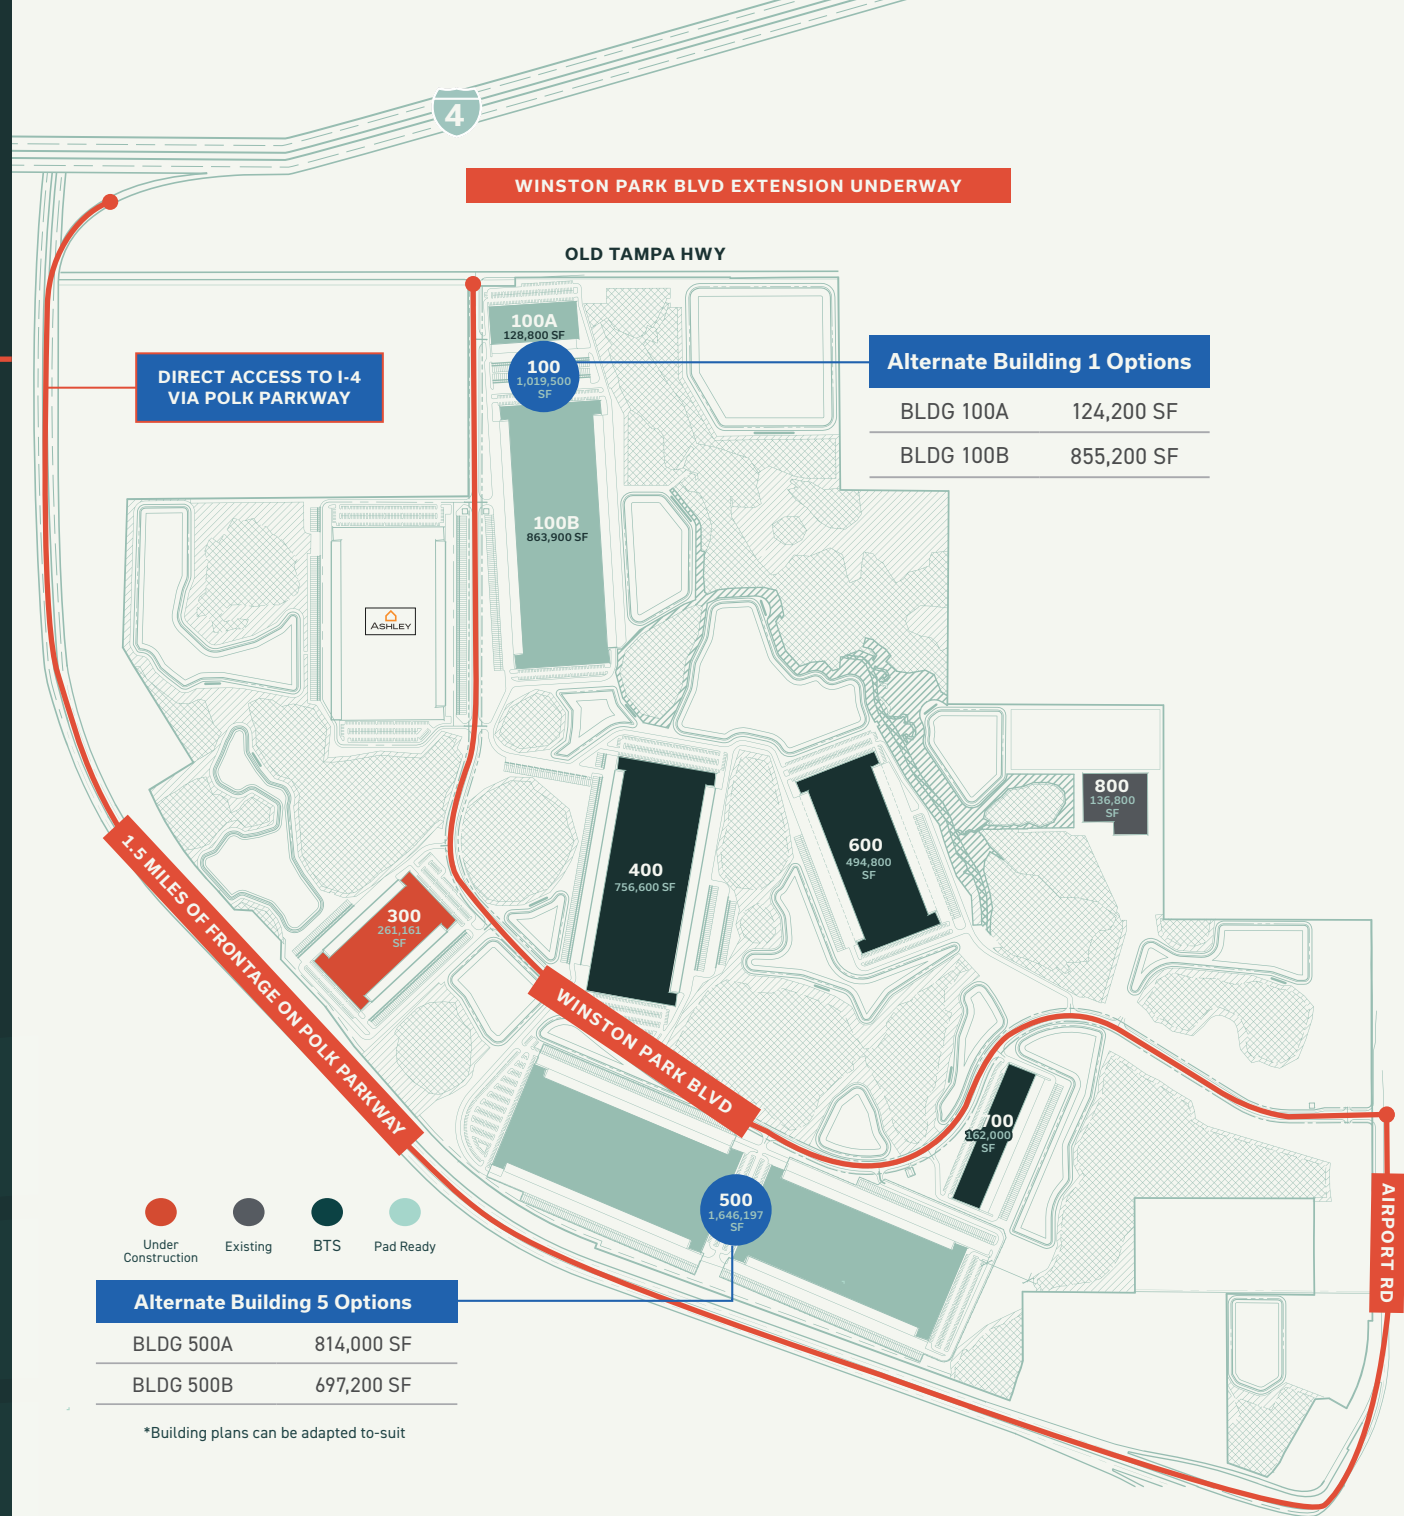 4
WINSTON PARK BLVD EXTENSION UNDERWAY
OLD TAMPA HWY
100A
128,800 SF
100
1,019,500
SF
Alternate Building 1 Options
BLDG 100A 124,200 SF
BLDG 100B 855,200 SF
DIRECT ACCESS TO I-4
VIA POLK PARKWAY
100B
863,900 SF
ASHLEY
800
136,800
SF
600
494,800
SF
400
756,600 SF
300
261,161
SF
1.5 MILES OF FRONTAGE ON POLK PARKWAY
WINSTON PARK BLVD
700
162,000
SF
AIRPORT RD
500
1,646,197
SF
Under
Construction
Existing
BTS
Pad Ready
Alternate Building 5 Options
BLDG 500A 814,000 SF
BLDG 500B 697,200 SF
*Building plans can be adapted to-suit